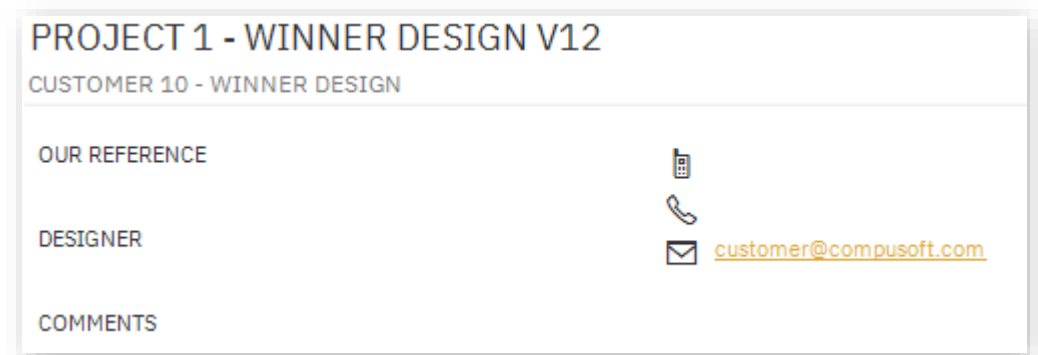 PROJECT 1 - WINNER DESIGN V12
CUSTOMER 10 - WINNER DESIGN
OUR REFERENCE
DESIGNER
customer@compusoft.com
COMMENTS